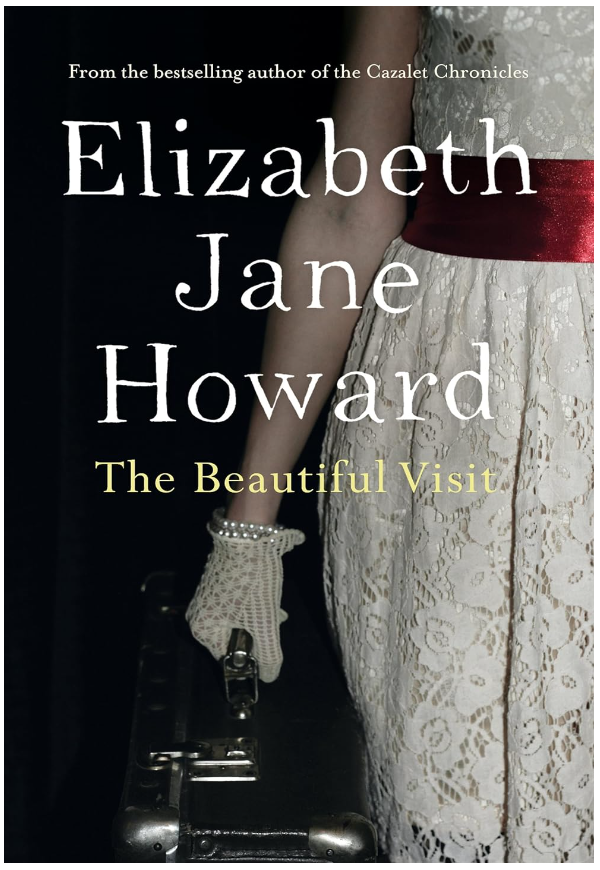 From the bestselling author of the Cazalet Chronicles
Elizabeth
Jane
Howard
The Beautiful Visit